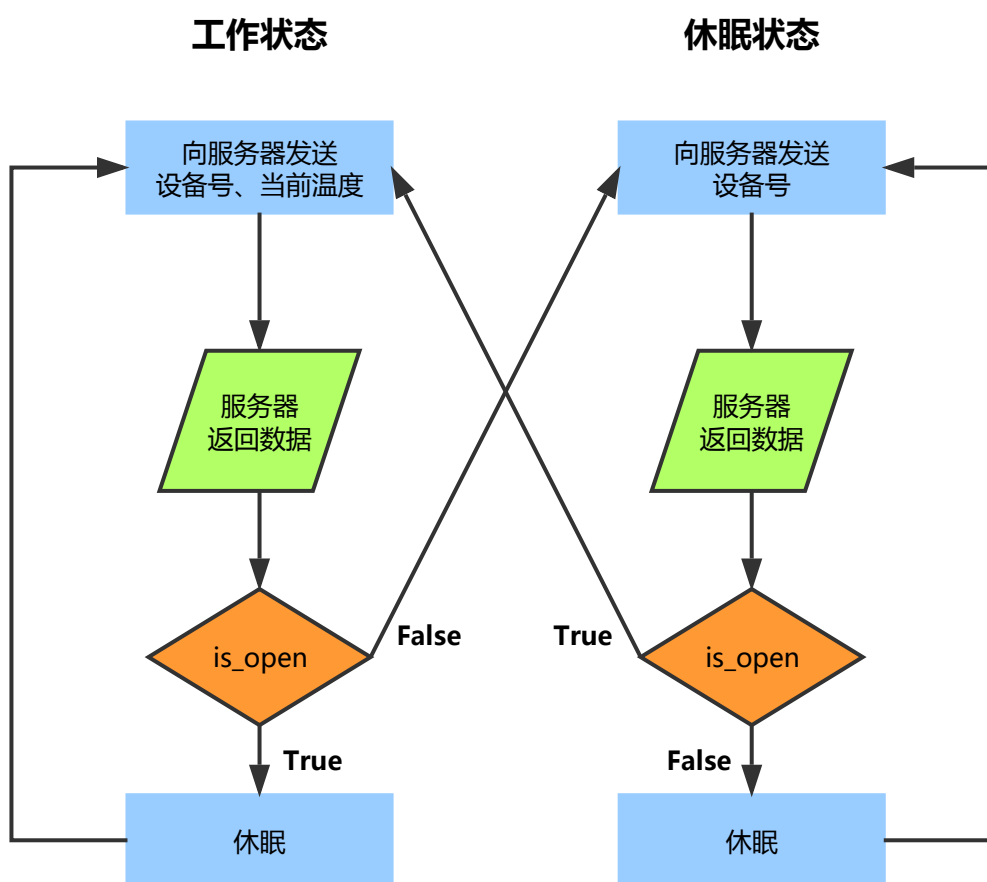 工作状态
休眠状态
向服务器发送
设备号、当前温度
向服务器发送
设备号
服务器
返回数据
服务器
返回数据
is_open
False
True
is_open
True
False
休眠
休眠